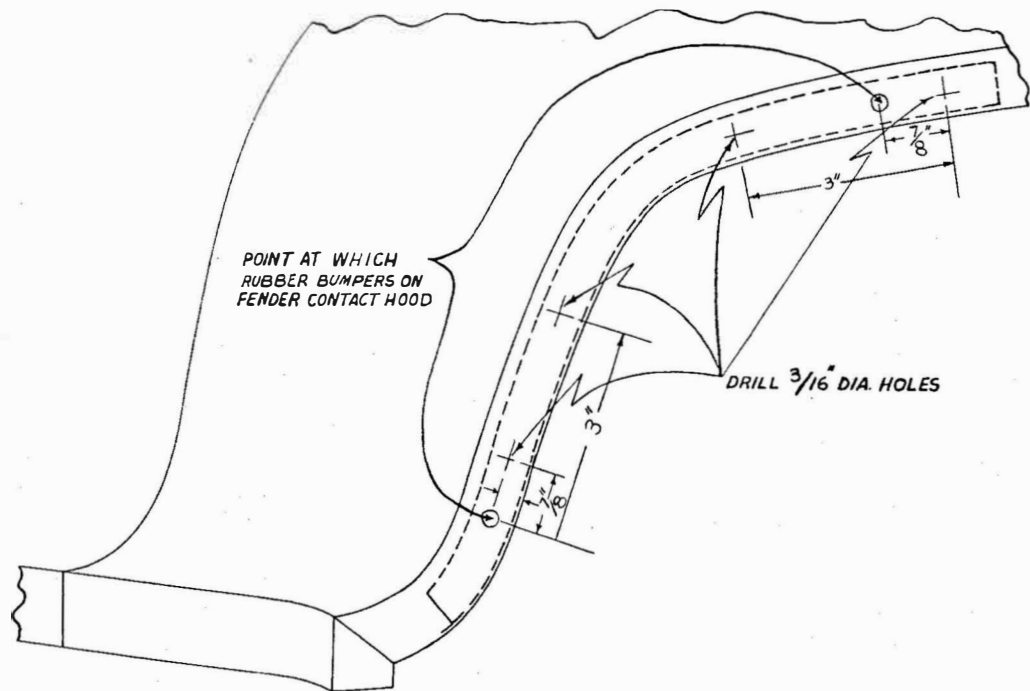 7/8"
3"
POINT AT WHICH
RUBBER BUMPERS ON
FENDER CONTACT HOOD
DRILL 3/16" DIA. HOLES
3"
7/8"